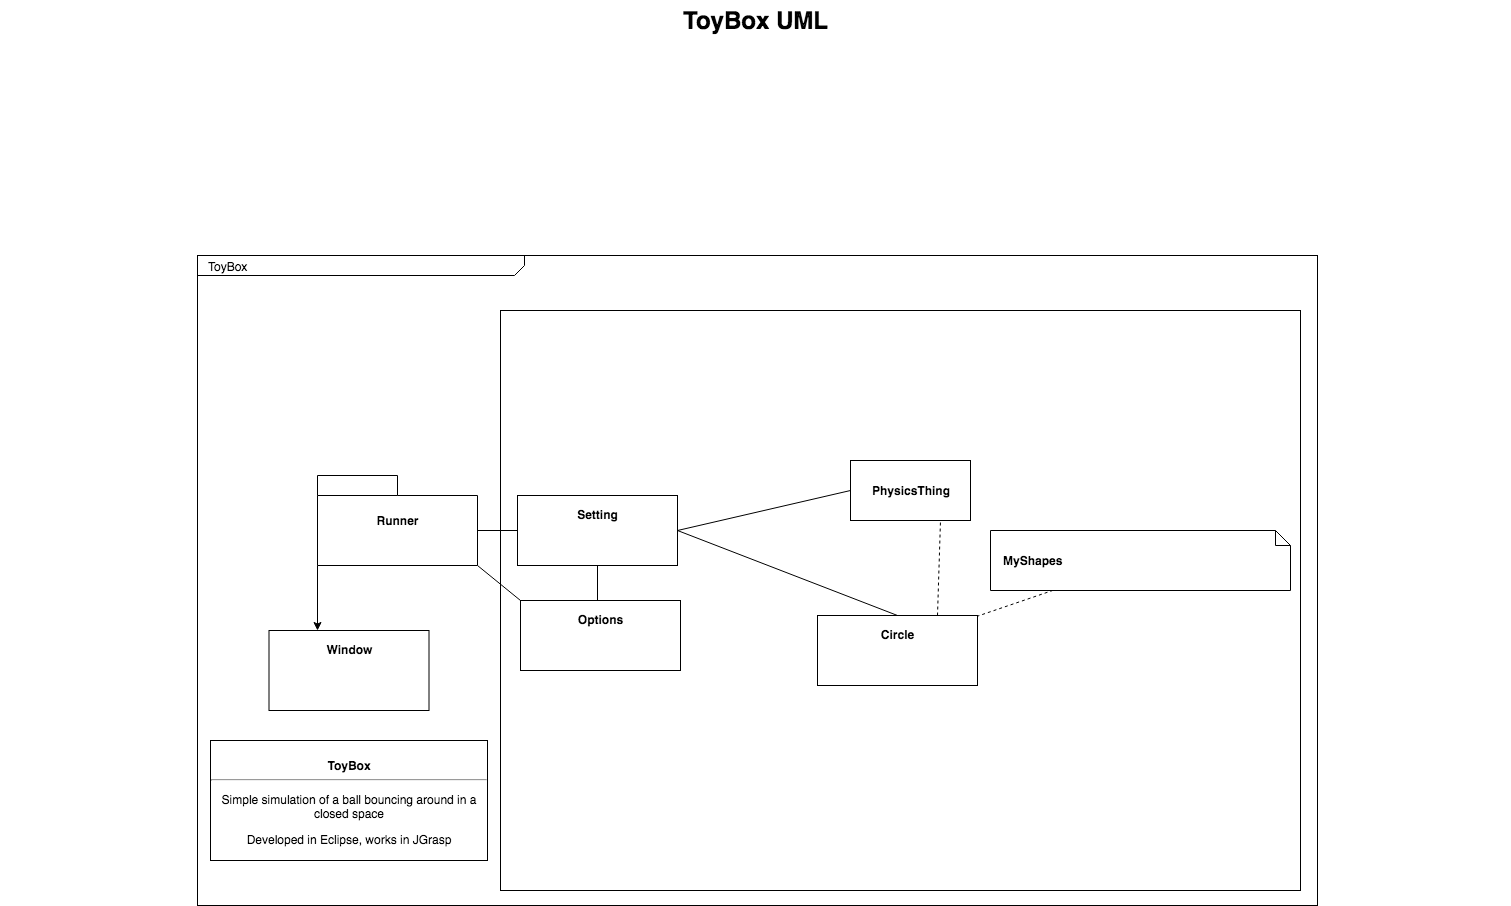 ToyBox UML
ToyBox
PhysicsThing
Setting
Runner
MyShapes
Options
Circle
Window
ToyBox
Simple simulation of a ball bouncing around in a
closed space
Developed in Eclipse, works in JGrasp